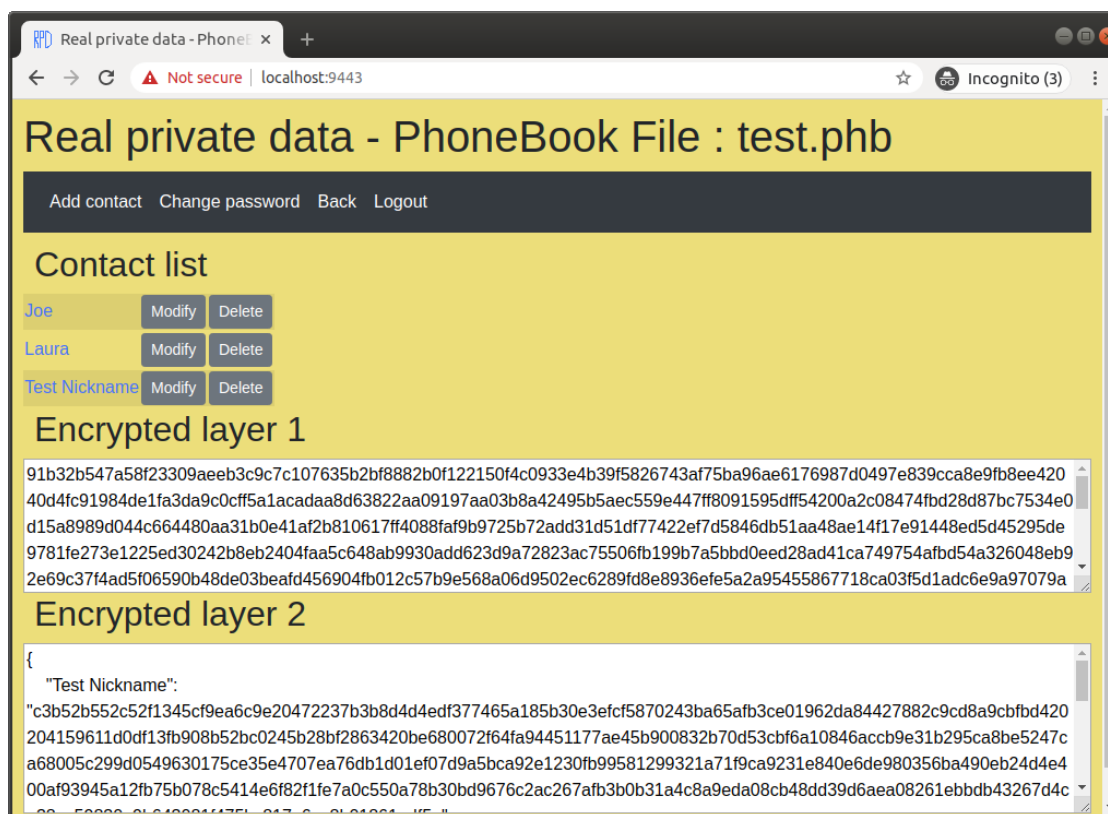 RPD Real private data - PhoneB
Not secure | localhost:9443
Incognito (3)
Real private data - PhoneBook File : test.phb
Add contact Change password Back Logout
Contact list
Joe Modify Delete
Laura Modify Delete
Test Nickname Modify Delete
Encrypted layer 1
91b32b547a58f23309aeeb3c9c7c107635b2bf8882b0f122150f4c0933e4b39f5826743af75ba96ae6176987d0497e839cca8e9fb8ee420
40d4fc91984de1fa3da9c0cff5a1acadaa8d63822aa09197aa03b8a42495b5aec559e447ff8091595dff54200a2c08474fbd28d87bc7534e0
d15a8989d044c664480aa31b0e41af2b810617ff4088faf9b9725b72add31d51df77422ef7d5846db51aa48ae14f17e91448ed5d45295de
9781fe273e1225ed30242b8eb2404faa5c648ab9930add623d9a72823ac75506fb199b7a5bbd0eed28ad41ca749754afbd54a326048eb9
2e69c37f4ad5f06590b48de03beafd456904fb012c57b9e568a06d9502ec6289fd8e8936efe5a2a95455867718ca03f5d1adc6e9a97079a
Encrypted layer 2
{
"Test Nickname":
"c3b52b552c52f1345cf9ea6c9e20472237b3b8d4d4edf377465a185b30e3efcf5870243ba65afb3ce01962da84427882c9cd8a9cbfbd420
204159611d0df13fb908b52bc0245b28bf2863420be680072f64fa94451177ae45b900832b70d53cbf6a10846accb9e31b295ca8be5247c
a68005c299d0549630175ce35e4707ea76db1d01ef07d9a5bca92e1230fb99581299321a71f9ca9231e840e6de980356ba490eb24d4e4
00af93945a12fb75b078c5414e6f82f1fe7a0c550a78b30bd9676c2ac267afb3b0b31a4c8a9eda08cb48dd39d6aea08261ebbdb43267d4c